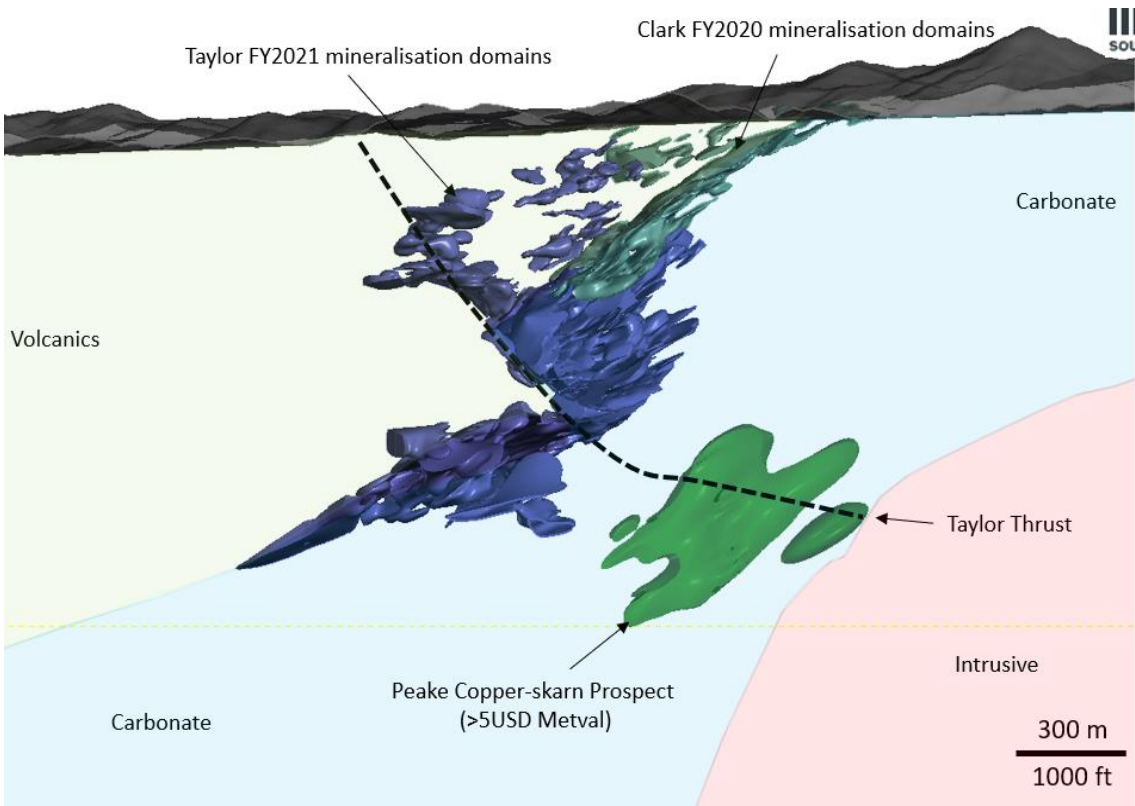 Clark FY2020 mineralisation domains
SOU
Taylor FY2021 mineralisation domains
Carbonate
Volcanics
Taylor Thrust
Intrusive
Peake Copper-skarn Prospect
(>5USD Metval)
Carbonate
300 m
1000 ft